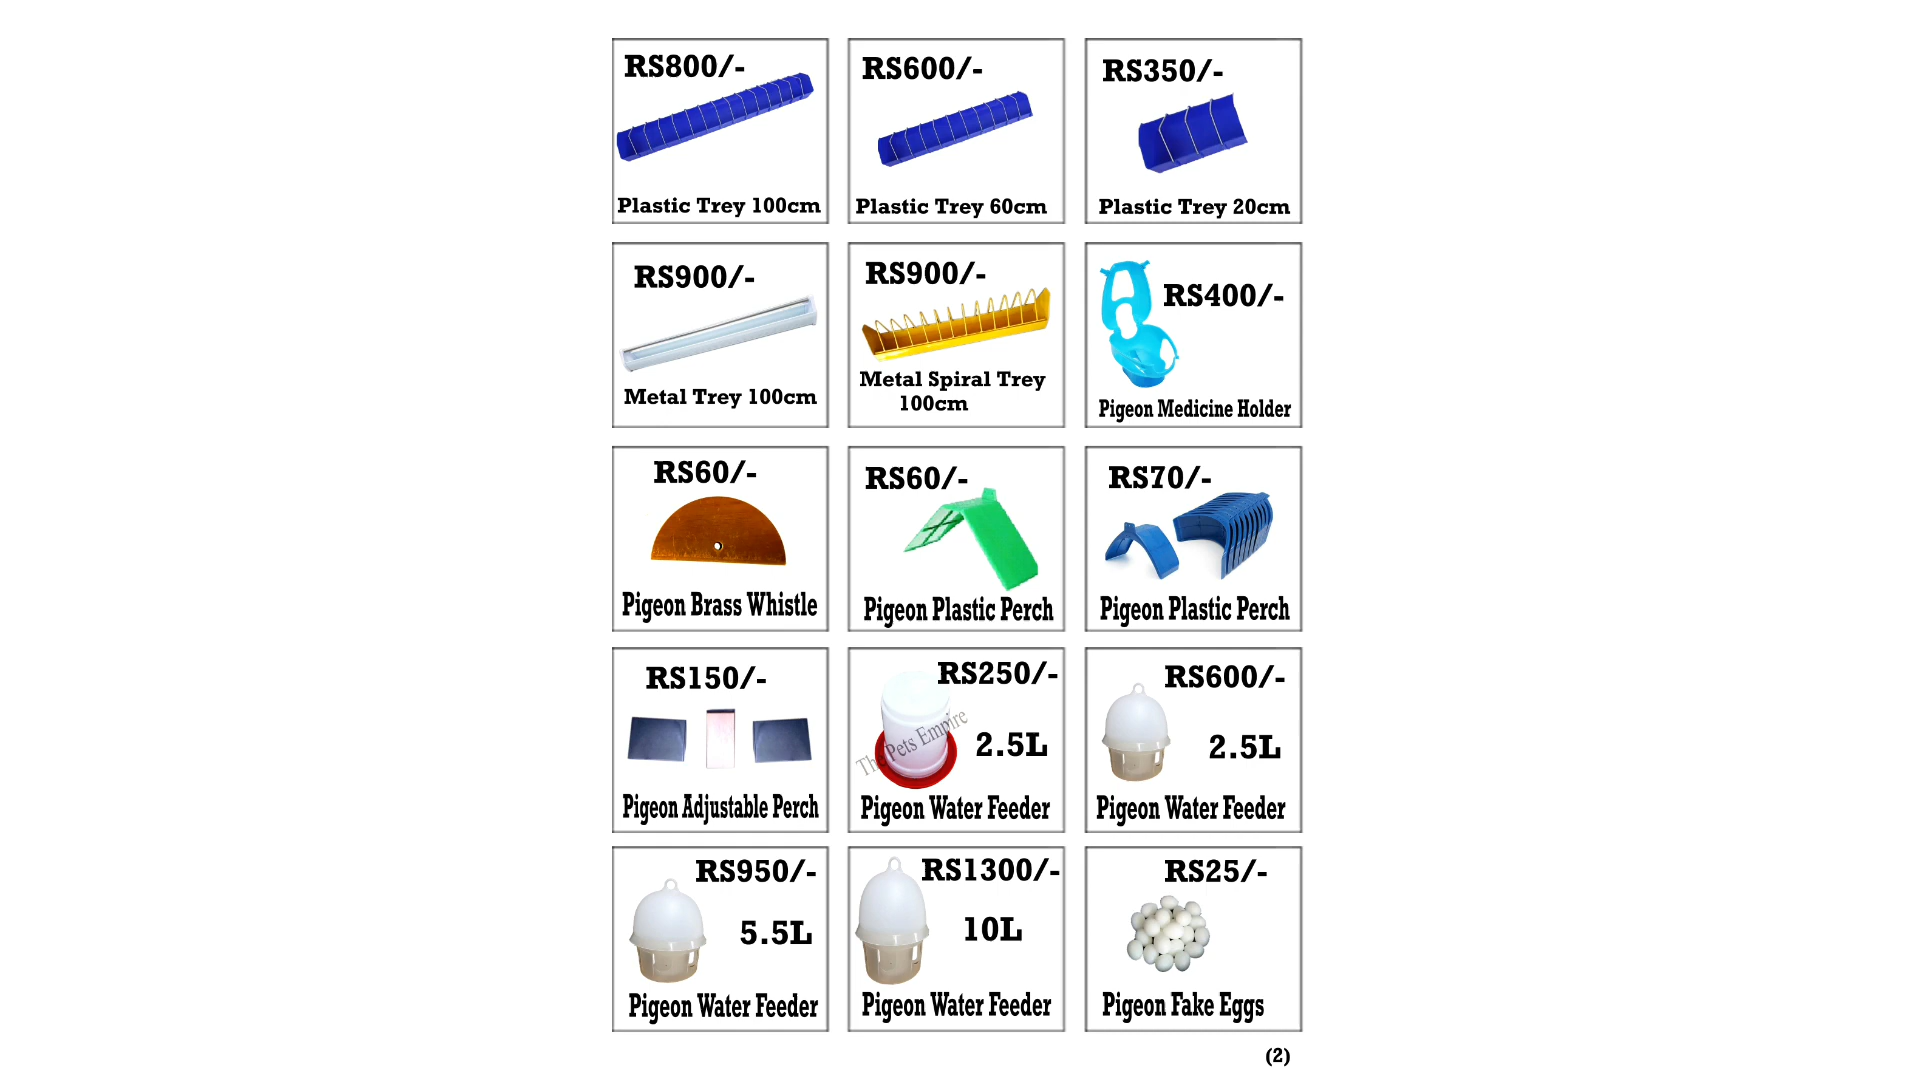 RS800/-
Plastic Trey 100cm
RS600/-
Plastic Trey 60cm
RS350/-
Plastic Trey 20cm
RS900/-
Metal Trey 100cm
RS900/-
Metal Spiral Trey
100cm
RS400/-
Pigeon Medicine Holder
RS60/-
Pigeon Brass Whistle
RS60/-
Pigeon Plastic Perch
RS70/-
Pigeon Plastic Perch
RS150/-
Pigeon Adjustable Perch
RS250/-
The Pets Empire
2.5L
Pigeon Water Feeder
RS600/-
2.5L
Pigeon Water Feeder
RS950/-
5.5L
Pigeon Water Feeder
RS1300/-
10L
Pigeon Water Feeder
RS25/-
Pigeon Fake Eggs
(2)